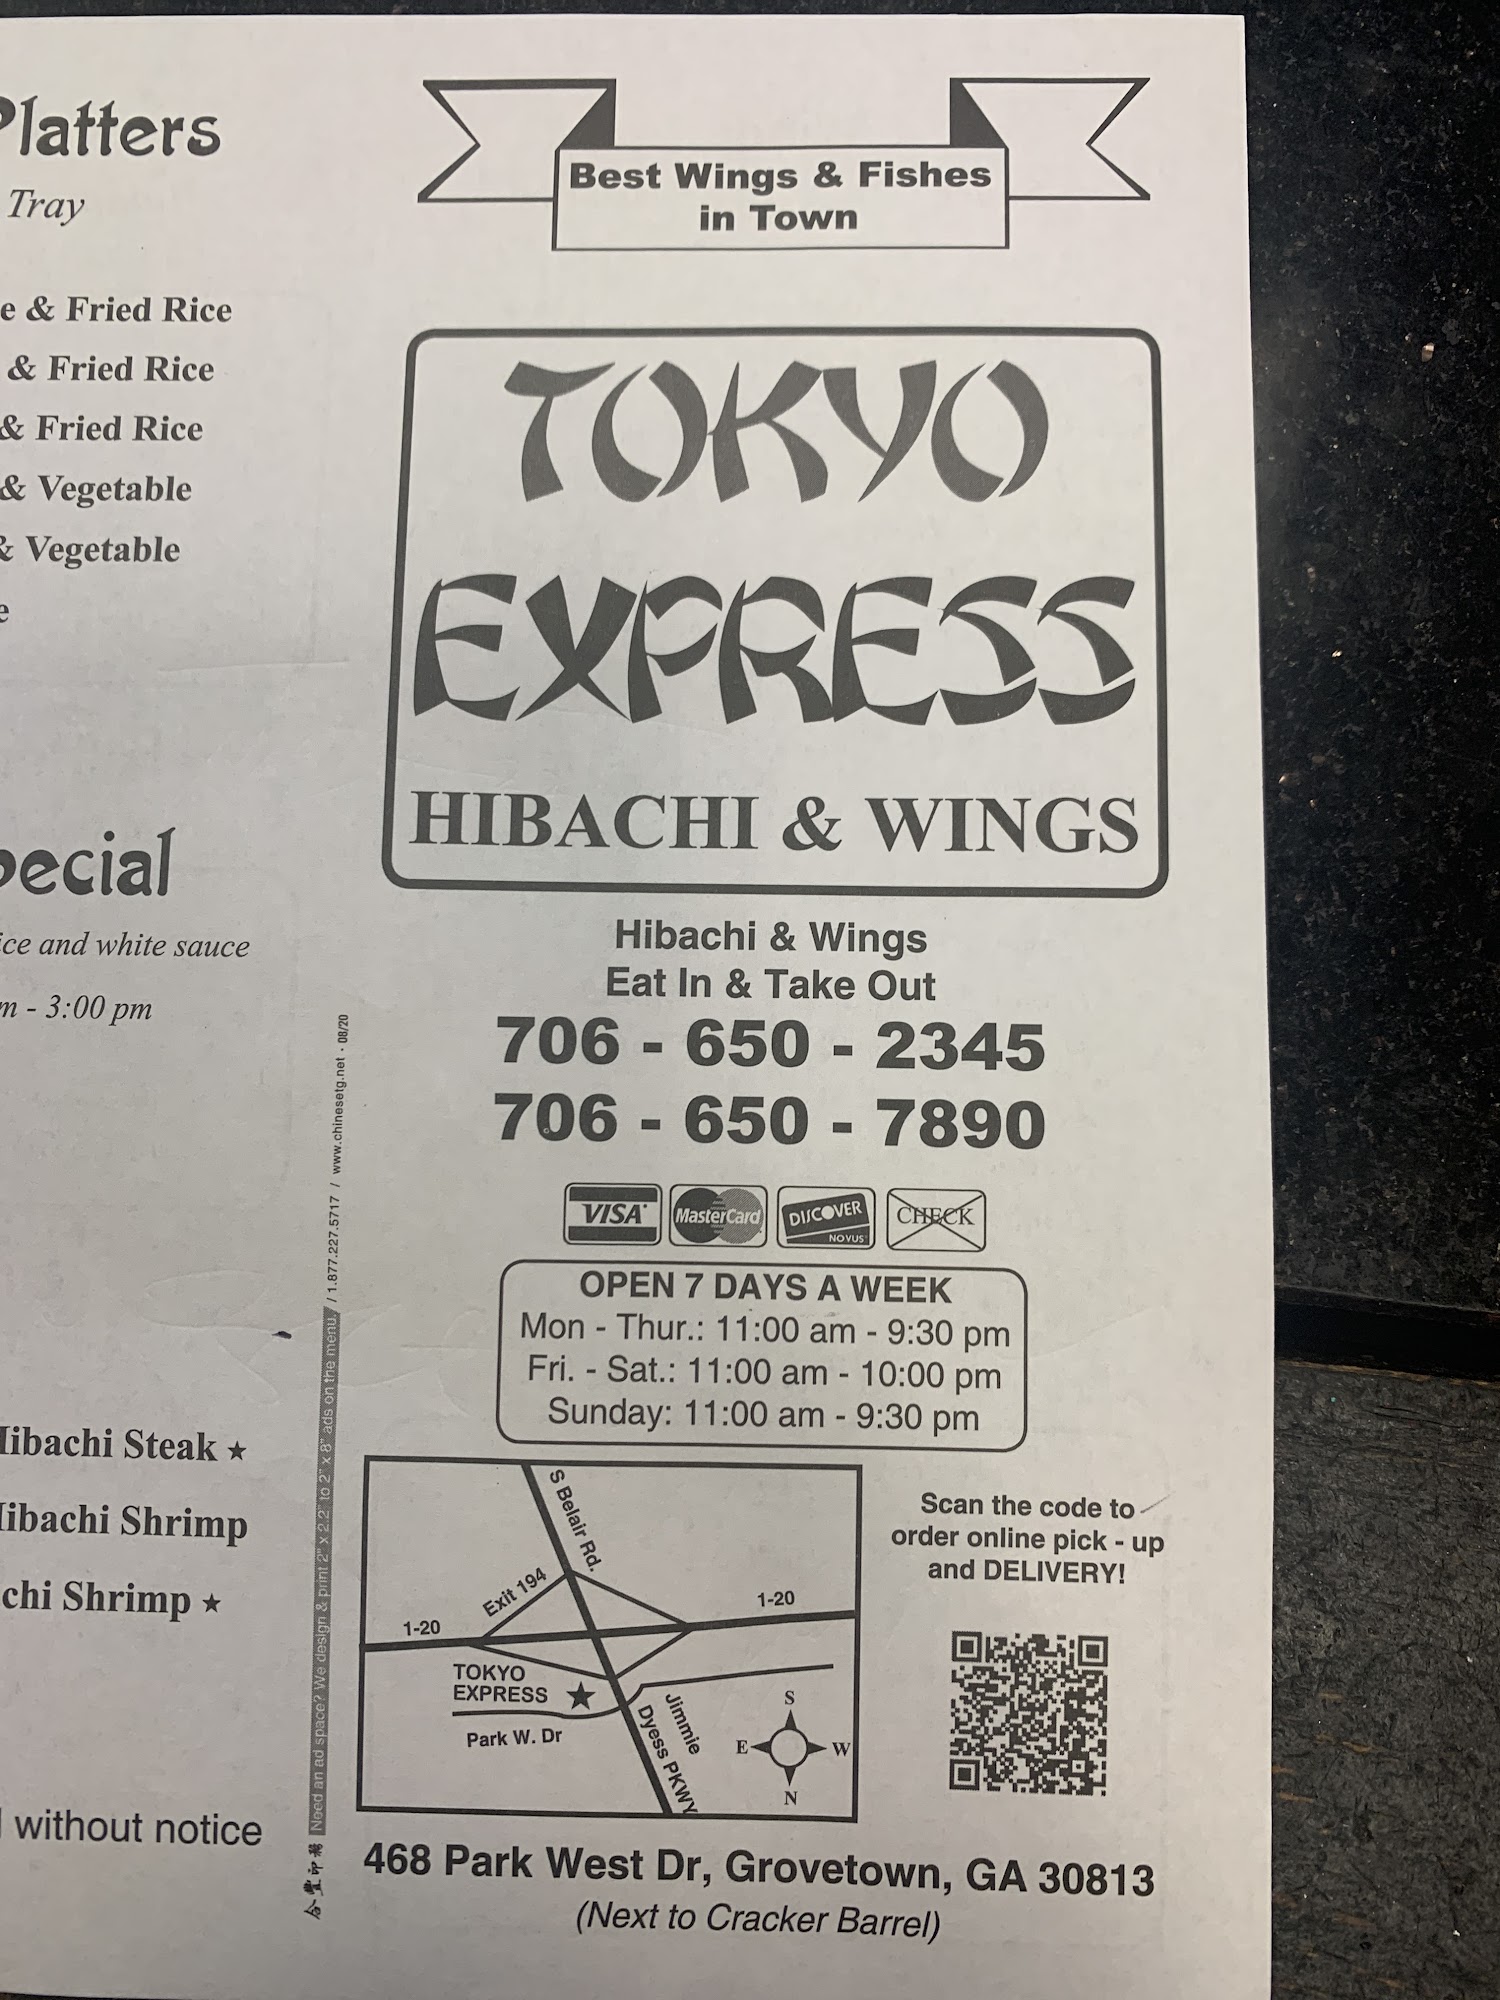 Platters
Tray
e & Fried Rice
& Fried Rice
& Fried Rice
& Vegetable
& Vegetable
e
pecial
ice and white sauce
m - 3:00 pm
Hibachi Steak ★
Hibachi Shrimp
chi Shrimp ★
without notice
合豐印務 Need an ad space? We design & print 2" x 2.2" to 2" x 8" ads on the menu. / 1.877.227.5717 / www.chinesetg.net · 08/20
Best Wings & Fishes
in Town
TOKYO
EXPRESS
HIBACHI & WINGS
Hibachi & Wings
Eat In & Take Out
706 - 650 - 2345
706 - 650 - 7890
VISA MasterCard DISCOVER NOVUS CHECK
OPEN 7 DAYS A WEEK
Mon - Thur.: 11:00 am - 9:30 pm
Fri. - Sat.: 11:00 am - 10:00 pm
Sunday: 11:00 am - 9:30 pm
S Belair Rd.
Exit 194
1-20
1-20
TOKYO
EXPRESS ★
Park W. Dr
Jimmie
Dyess PKWY
S
E W
N
Scan the code to
order online pick - up
and DELIVERY!
468 Park West Dr, Grovetown, GA 30813
(Next to Cracker Barrel)